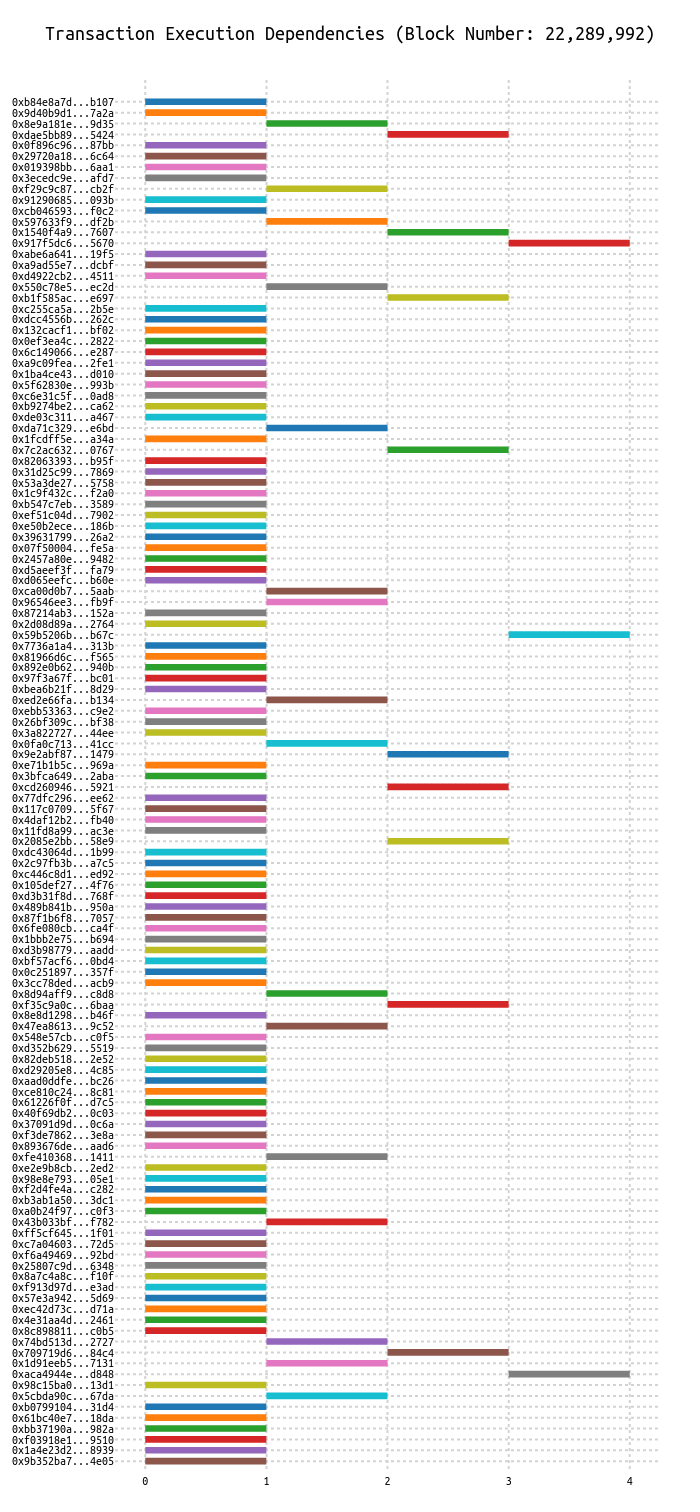 Transaction Execution Dependencies (Block Number: 22,289,992)
0xb84e8a7d...b107
0x9d40b9d1...7a2a
0x8e9a181e...9d35
0xdae5bb89...5424
0x0f896c96...87bb
0x29720a18...6c64
0x019398bb...6aa1
0x3ecedc9e...afd7
0xf29c9c87...cb2f
0x91290685...093b
0xcb046593...f0c2
0x597633f9...df2b
0x1540f4a9...7607
0x917f5dc6...5670
0xabe6a641...19f5
0xa9ad55e7...dcbf
0xd4922cb2...4511
0x550c78e5...ec2d
0xb1f585ac...e697
0xc255ca5a...2b5e
0xdcc4556b...262c
0x132cacf1...bf02
0x0ef3ea4c...2822
0x6c149066...e287
0xa9c09fea...2fe1
0x1ba4ce43...d010
0x5f62830e...993b
0xc6e31c5f...0ad8
0xb9274be2...ca62
0xde03c311...a467
0xda71c329...e6bd
0x1fcdff5e...a34a
0x7c2ac632...0767
0x82063393...b95f
0x31d25c99...7869
0x53a3de27...5758
0x1c9f432c...f2a0
0xb547c7eb...3589
0xef51c04d...7902
0xe50b2ece...186b
0x39631799...26a2
0x07f50004...fe5a
0x2457a80e...9482
0xd5aeef3f...fa79
0xd065eefc...b60e
0xca00d0b7...5aab
0x96546ee3...fb9f
0x87214ab3...152a
0x2d08d89a...2764
0x59b5206b...b67c
0x7736a1a4...313b
0x81966d6c...f565
0x892e0b62...940b
0x97f3a67f...bc01
0xbea6b21f...8d29
0xed2e66fa...b134
0xebb53363...c9e2
0x26bf309c...bf38
0x3a822727...44ee
0x0fa0c713...41cc
0x9e2abf87...1479
0xe71b1b5c...969a
0x3bfca649...2aba
0xcd260946...5921
0x77dfc296...ee62
0x117c0709...5f67
0x4daf12b2...fb40
0x11fd8a99...ac3e
0x2085e2bb...58e9
0xdc43064d...1b99
0x2c97fb3b...a7c5
0xc446c8d1...ed92
0x105def27...4f76
0xd3b31f8d...768f
0x489b841b...950a
0x87f1b6f8...7057
0x6fe080cb...ca4f
0x1bbb2e75...b694
0xd3b98779...aadd
0xbf57acf6...0bd4
0x0c251897...357f
0x3cc78ded...acb9
0x8d94aff9...c8d8
0xf35c9a0c...6baa
0x8e8d1298...b46f
0x47ea8613...9c52
0x548e57cb...c0f5
0xd352b629...5519
0x82deb518...2e52
0xd29205e8...4c85
0xaad0ddfe...bc26
0xce810c24...8c81
0x61226f0f...d7c5
0x40f69db2...0c03
0x37091d9d...0c6a
0xf3de7862...3e8a
0x893676de...aad6
0xfe410368...1411
0xe2e9b8cb...2ed2
0x98e8e793...05e1
0xf2d4fe4a...c282
0xb3ab1a50...3dc1
0xa0b24f97...c0f3
0x43b033bf...f782
0xff5cf645...1f01
0xc7a04603...72d5
0xf6a49469...92bd
0x25807c9d...6348
0x8a7c4a8c...f10f
0xf913d97d...e3ad
0x57e3a942...5d69
0xec42d73c...d71a
0x4e31aa4d...2461
0x8c898811...c0b5
0x74bd513d...2727
0x709719d6...84c4
0x1d91eeb5...7131
0xaca4944e...d848
0x98c15ba0...13d1
0x5cbda90c...67da
0xb0799104...31d4
0x61bc40e7...18da
0xbb37190a...982a
0xf03918e1...9510
0x1a4e23d2...8939
0x9b352ba7...4e05
0 1 2 3 4